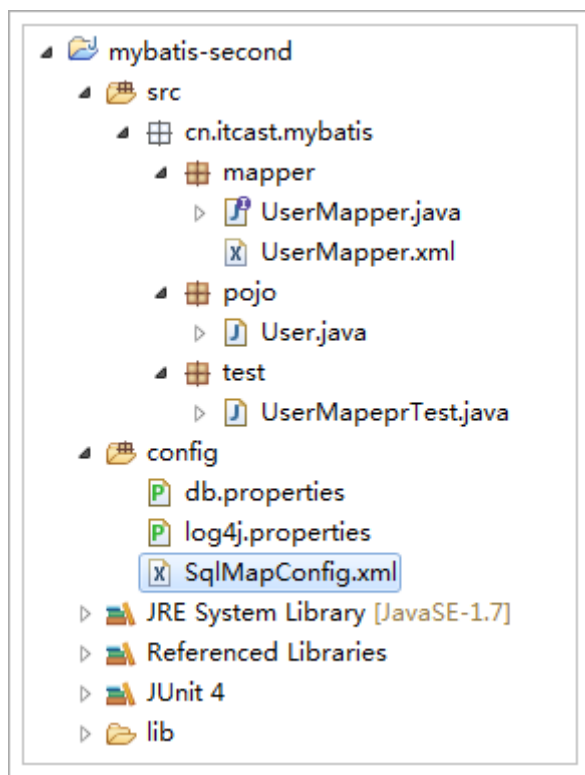 mybatis-second
src
cn.itcast.mybatis
mapper
UserMapper.java
UserMapper.xml
pojo
User.java
test
UserMapeprTest.java
config
db.properties
log4j.properties
SqlMapConfig.xml
JRE System Library [JavaSE-1.7]
Referenced Libraries
JUnit 4
lib